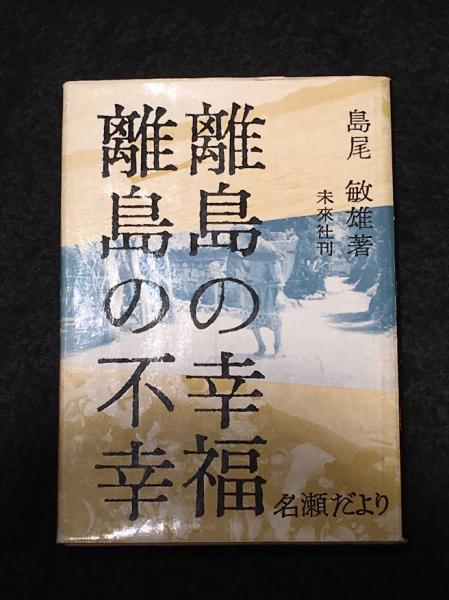 島尾 敏雄著
未來社刊
離島の幸福
離島の不幸
名瀬だより